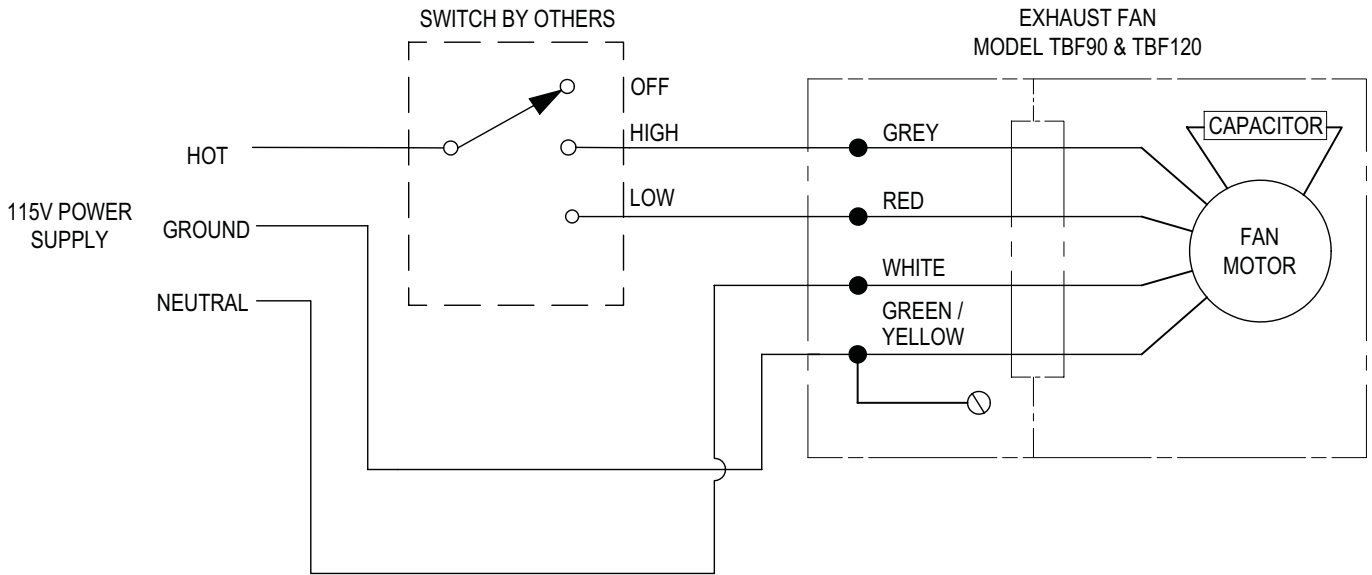 SWITCH BY OTHERS
EXHAUST FAN
MODEL TBF90 & TBF120
OFF
HIGH
LOW
HOT
115V POWER
SUPPLY
GROUND
NEUTRAL
GREY
RED
WHITE
GREEN /
YELLOW
CAPACITOR
FAN
MOTOR